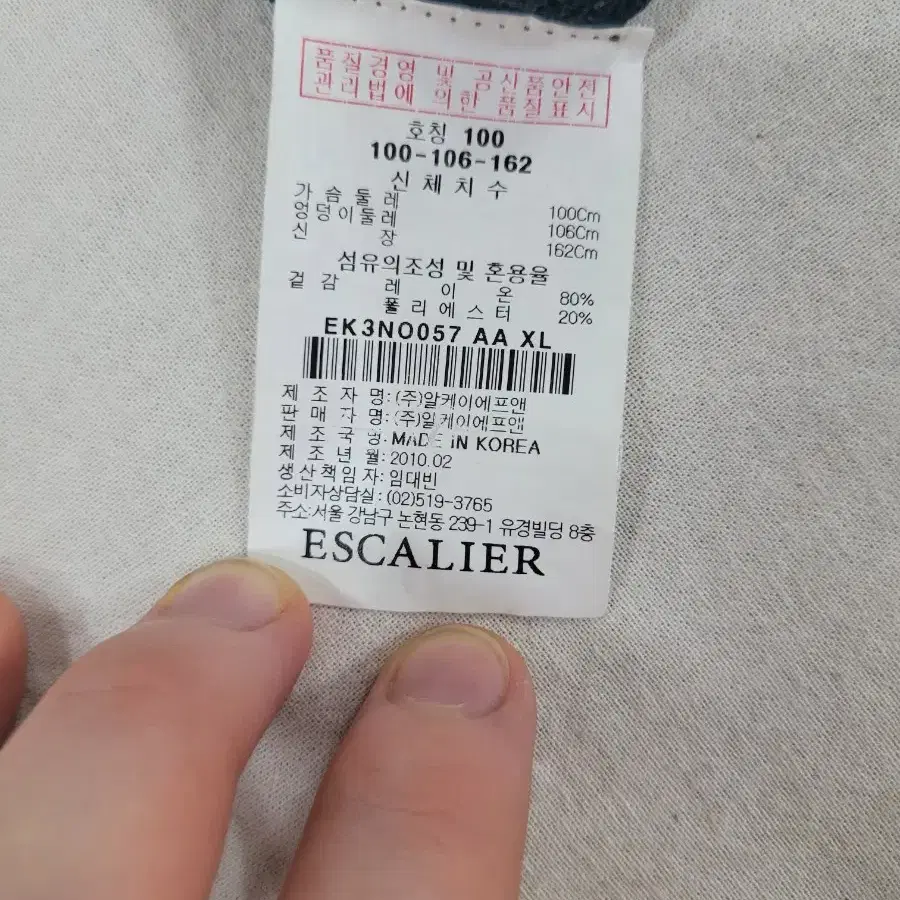 품질경영 및 공신품안전
관리법에 의한 품질표시
호칭 100
100-106-162
신체치수
가슴둘레 100Cm
엉덩이둘레 106Cm
신장 162Cm
섬유의조성 및 혼용율
겉감 레이온 80%
폴리에스터 20%
EK3NO057 AA XL
제조자명:(주)알케이에프앤
판매자명:(주)알케이에프앤
제조국명:MADE IN KOREA
제조년월:2010.02
생산책임자:임대빈
소비자상담실:(02)519-3765
주소:서울 강남구 논현동 239-1 유경빌딩 8층
ESCALIER